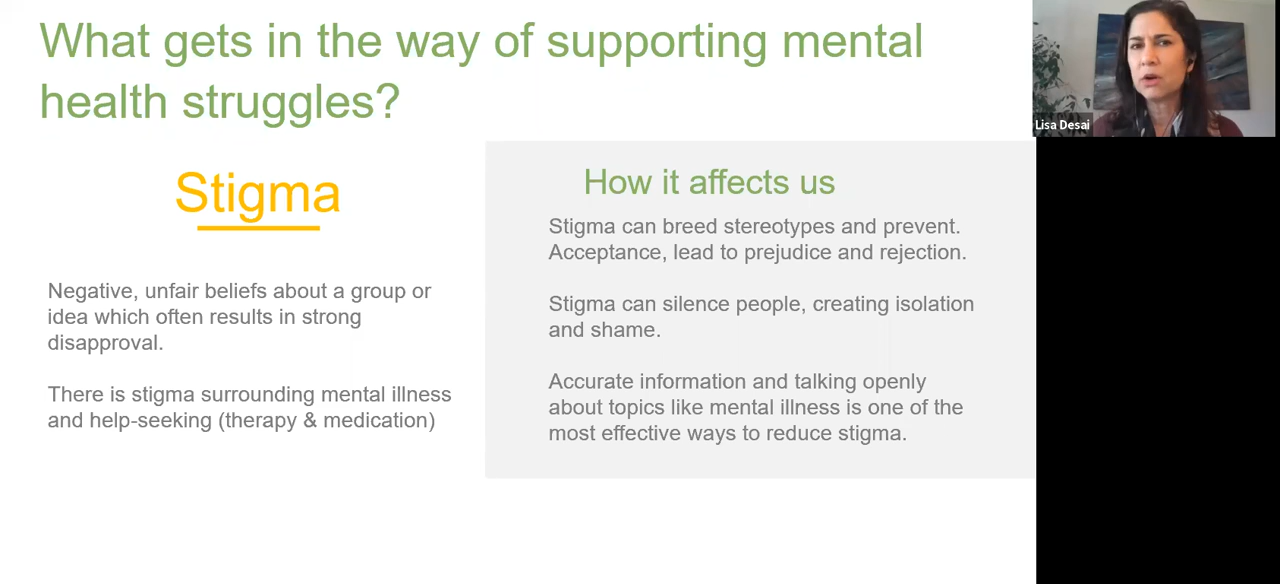 What gets in the way of supporting mental
health struggles?
Stigma
Negative, unfair beliefs about a group or
idea which often results in strong
disapproval.
There is stigma surrounding mental illness
and help-seeking (therapy & medication)
How it affects us
Stigma can breed stereotypes and prevent.
Acceptance, lead to prejudice and rejection.
Stigma can silence people, creating isolation
and shame.
Accurate information and talking openly
about topics like mental illness is one of the
most effective ways to reduce stigma.
Lisa Desai